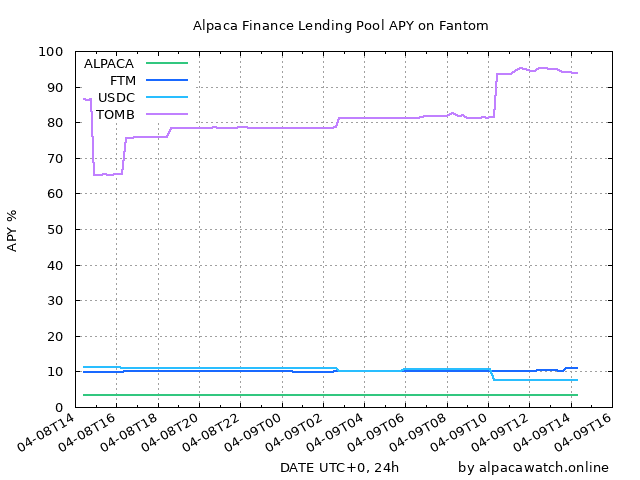 Alpaca Finance Lending Pool APY on Fantom
100
90
80
70
60
50
40
30
20
10
0
APY %
ALPACA
FTM
USDC
TOMB
04-08T14
04-08T16
04-08T18
04-08T20
04-08T22
04-09T00
04-09T02
04-09T04
04-09T06
04-09T08
04-09T10
04-09T12
04-09T14
04-09T16
DATE UTC+0, 24h
by alpacawatch.online